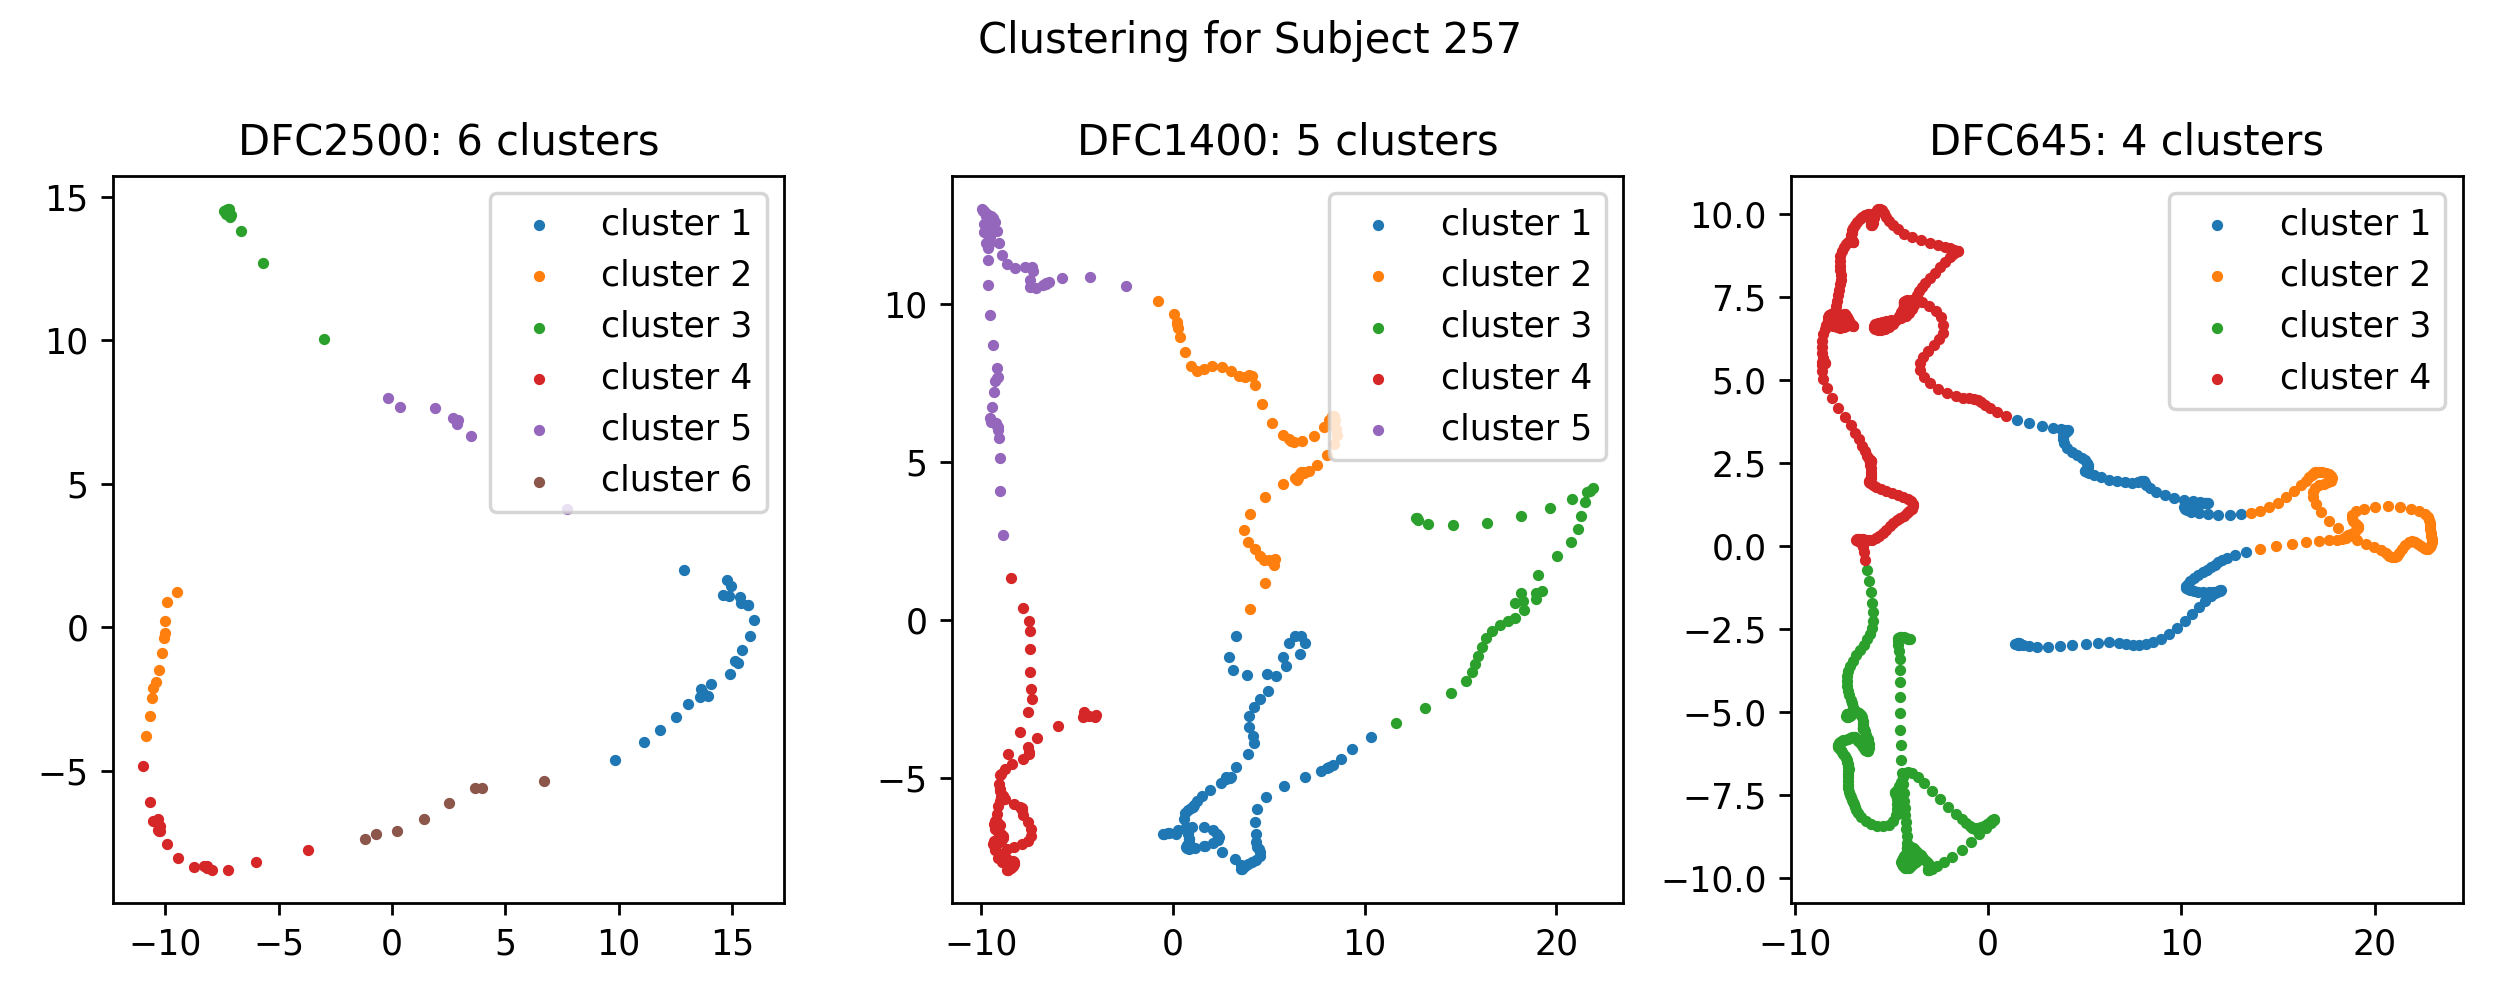 Clustering for Subject 257
DFC2500: 6 clusters
15
10
5
0
−5
−10
−5
0
5
10
15
cluster 1
cluster 2
cluster 3
cluster 4
cluster 5
cluster 6
DFC1400: 5 clusters
10
5
0
−5
−10
0
10
20
cluster 1
cluster 2
cluster 3
cluster 4
cluster 5
DFC645: 4 clusters
10.0
7.5
5.0
2.5
0.0
−2.5
−5.0
−7.5
−10.0
−10
0
10
20
cluster 1
cluster 2
cluster 3
cluster 4